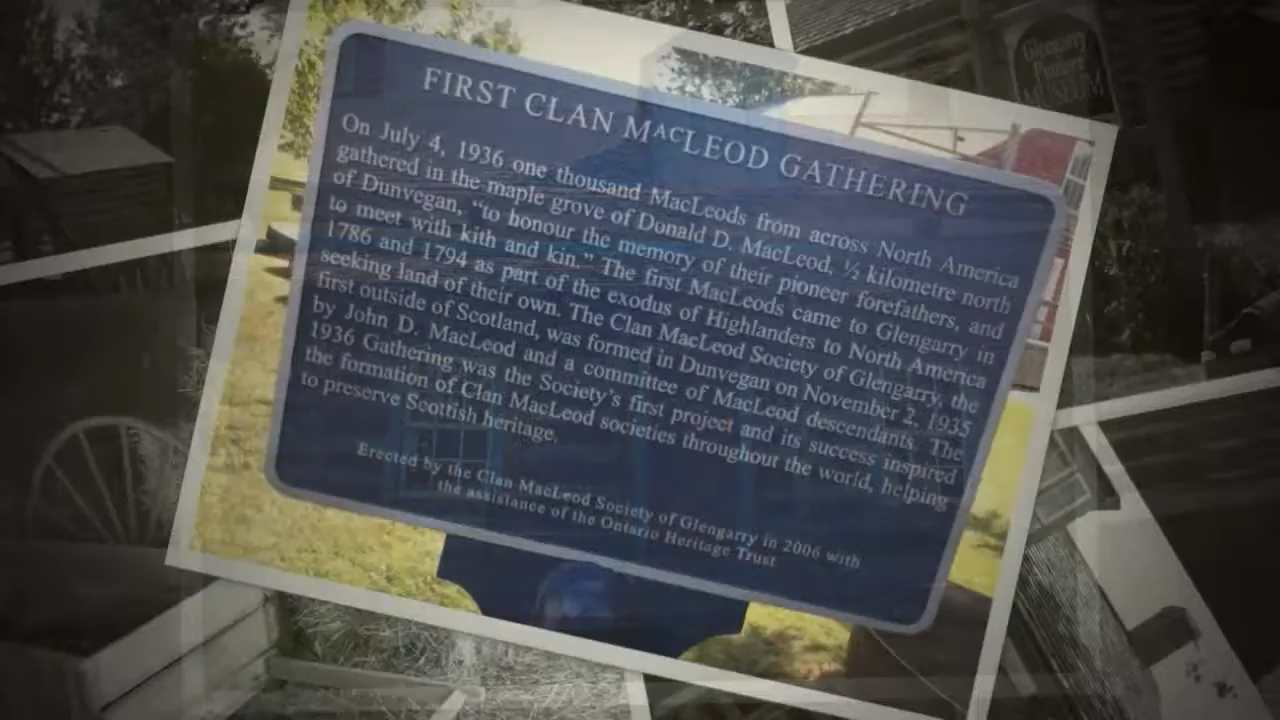 FIRST CLAN MACLEOD GATHERING
On July 4, 1936 one thousand MacLeods from across North America
gathered in the maple grove of Donald D. MacLeod, ½ kilometre north
of Dunvegan, “to honour the memory of their pioneer forefathers, and
to meet with kith and kin.” The first MacLeods came to Glengarry in
1786 and 1794 as part of the exodus of Highlanders to North America
seeking land of their own. The Clan MacLeod Society of Glengarry, the
first outside of Scotland, was formed in Dunvegan on November 2, 1935
by John D. MacLeod and a committee of MacLeod descendants. The
1936 Gathering was the Society's first project and its success inspired
the formation of Clan MacLeod societies throughout the world, helping
to preserve Scottish heritage.
Erected by the Clan MacLeod Society of Glengarry in 2006 with
the assistance of the Ontario Heritage Trust
Glengarry
Pioneer
MUSEUM